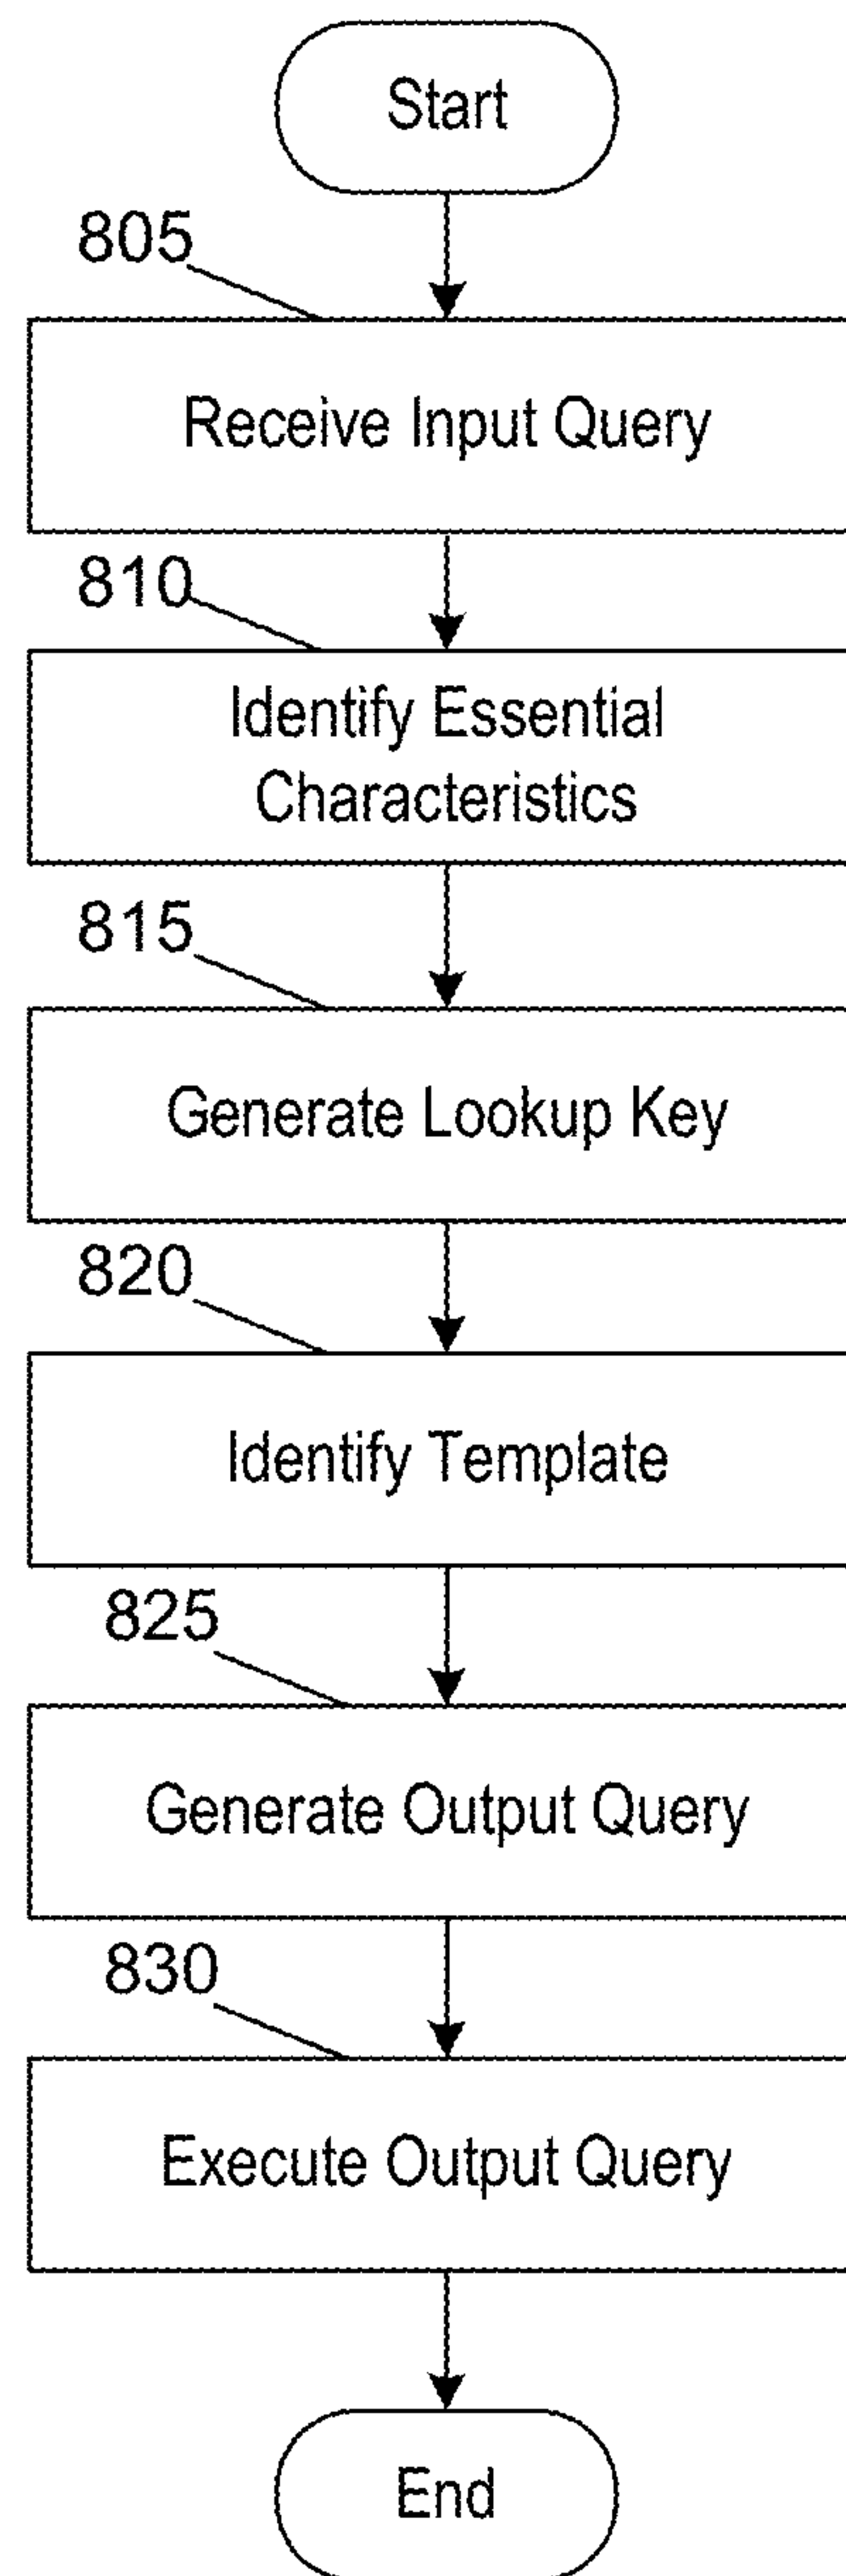 Start
805
Receive Input Query
810
Identify Essential
Characteristics
815
Generate Lookup Key
820
Identify Template
825
Generate Output Query
830
Execute Output Query
End